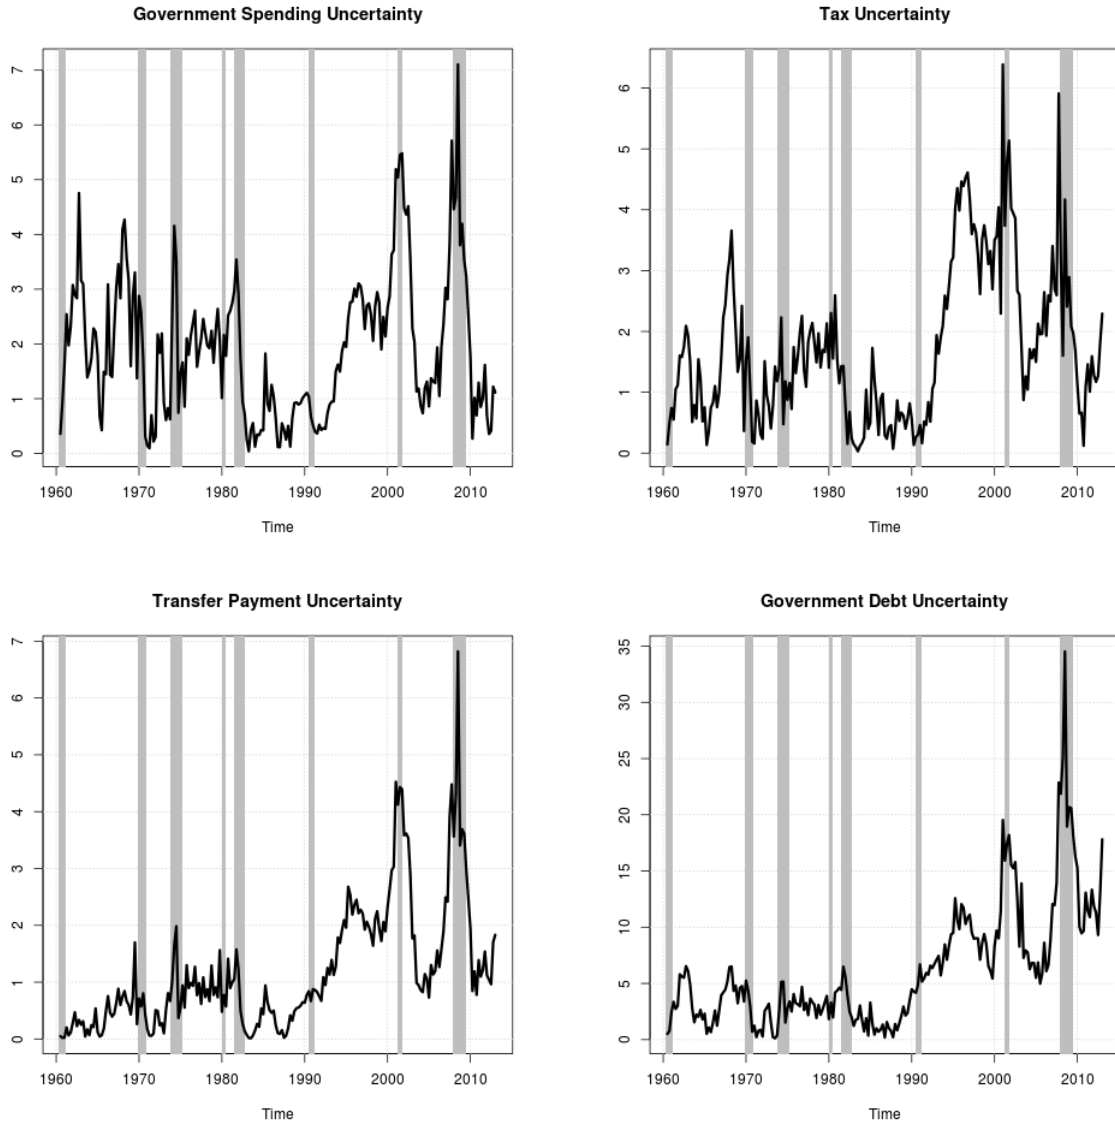 Government Spending Uncertainty
7
6
5
4
3
2
1
0
1960 1970 1980 1990 2000 2010
Time
Tax Uncertainty
6
5
4
3
2
1
0
1960 1970 1980 1990 2000 2010
Time
Transfer Payment Uncertainty
7
6
5
4
3
2
1
0
1960 1970 1980 1990 2000 2010
Time
Government Debt Uncertainty
35
30
25
20
15
10
5
0
1960 1970 1980 1990 2000 2010
Time